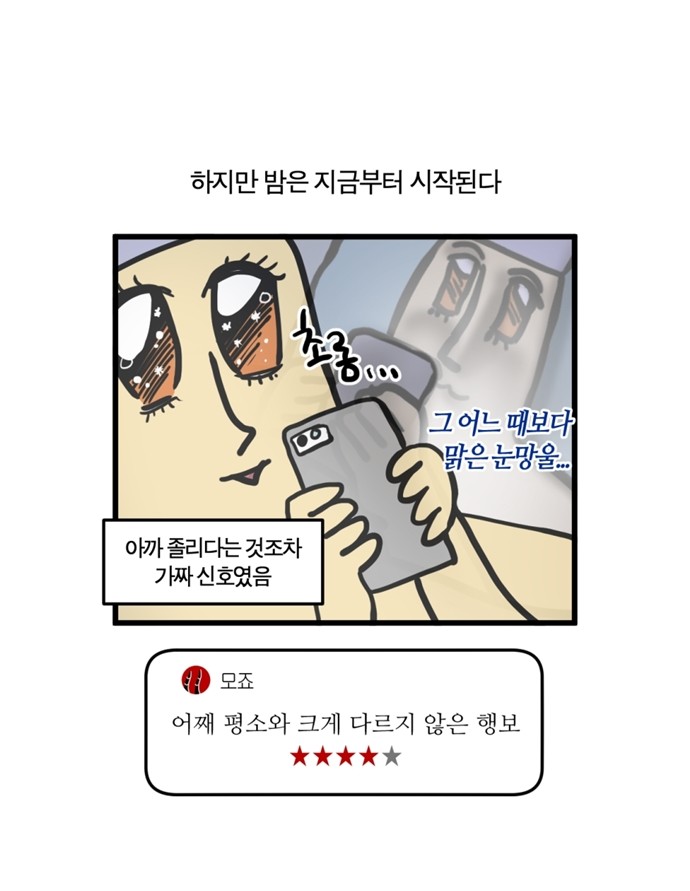 하지만 밤은 지금부터 시작된다
초롱...
그 어느 때보다
맑은 눈망울...
아까 졸리다는 것조차
가짜 신호였음
모죠
어째 평소와 크게 다르지 않은 행보
★★★★★